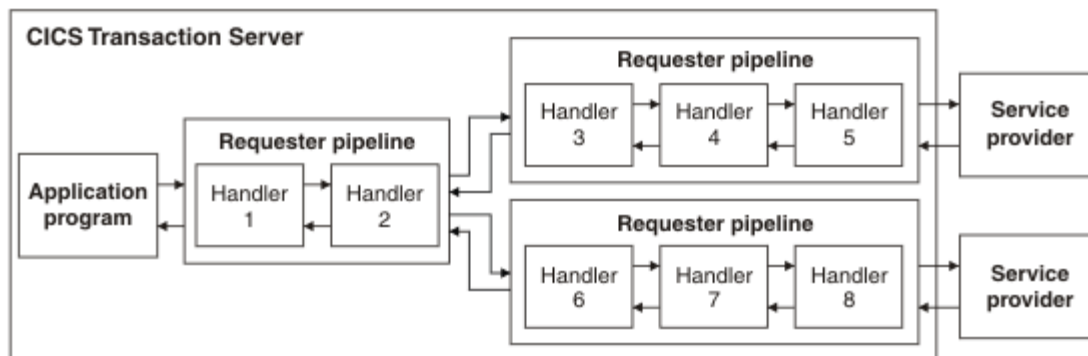 CICS Transaction Server
Requester pipeline
Handler
3
Handler
4
Handler
5
Service
provider
Requester pipeline
Application
program
Handler
1
Handler
2
Requester pipeline
Handler
6
Handler
7
Handler
8
Service
provider